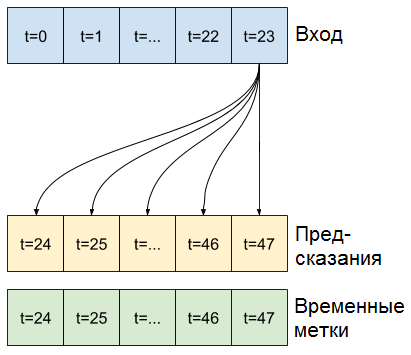 t=0 t=1 t=... t=22 t=23 Вход
t=24 t=25 t=... t=46 t=47 Пред-
сказания
t=24 t=25 t=... t=46 t=47 Временные
метки